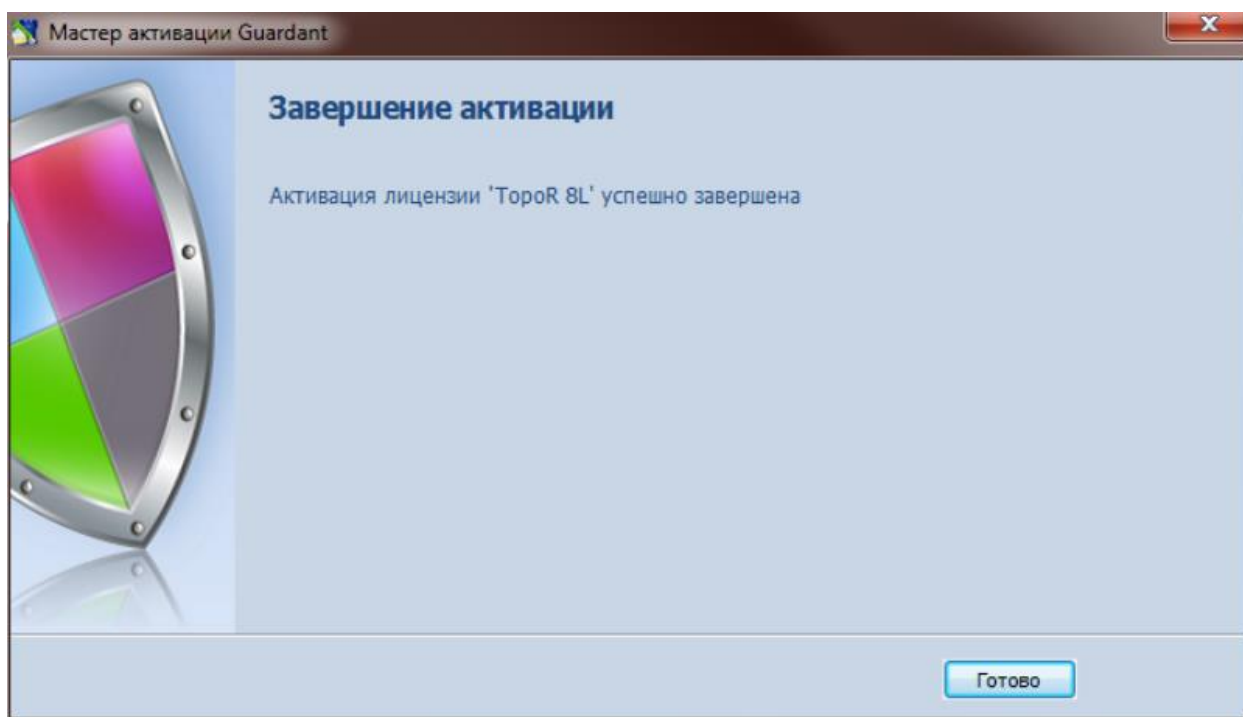 Мастер активации Guardant
Завершение активации
Активация лицензии 'TopoR 8L' успешно завершена
Готово